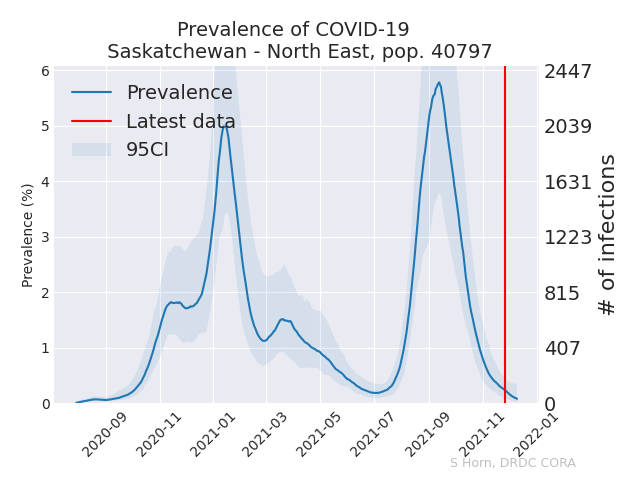 Prevalence of COVID-19
Saskatchewan - North East, pop. 40797
Prevalence
Latest data
95CI
Prevalence (%)
6
5
4
3
2
1
0
2447
2039
1631
1223
815
407
0
# of infections
2020-09
2020-11
2021-01
2021-03
2021-05
2021-07
2021-09
2021-11
2022-01
S Horn, DRDC CORA